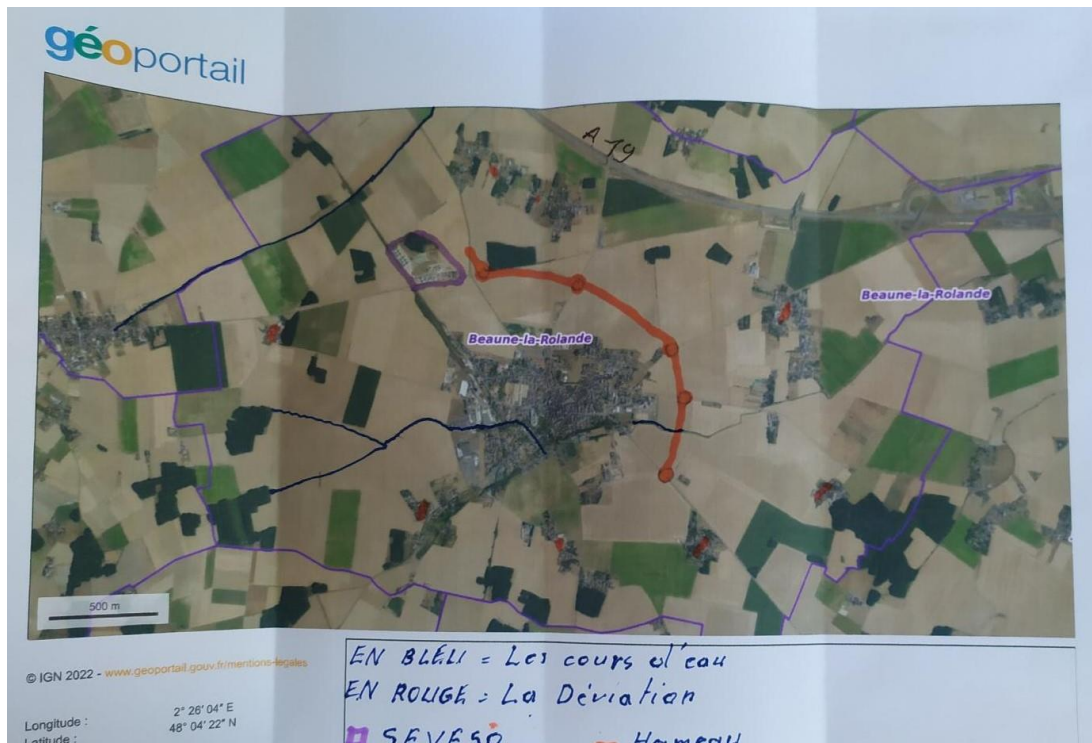 géoportail
A 19
Beaune-la-Rolande
Beaune-la-Rolande
500 m
© IGN 2022 - www.geoportail.gouv.fr/mentions-legales
Longitude :
2° 26' 04" E
Latitude :
48° 04' 22" N
EN BLEU = Les cours d'eau
EN ROUGE = La Déviation
SEVESO
Hameau